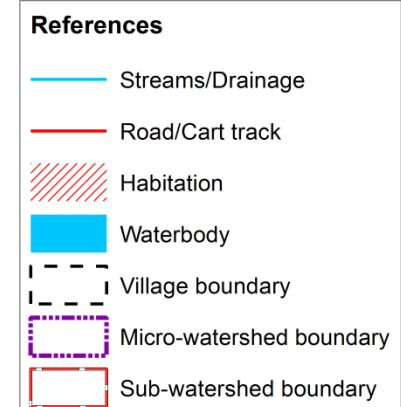 References
Streams/Drainage
Road/Cart track
Habitation
Waterbody
Village boundary
Micro-watershed boundary
Sub-watershed boundary